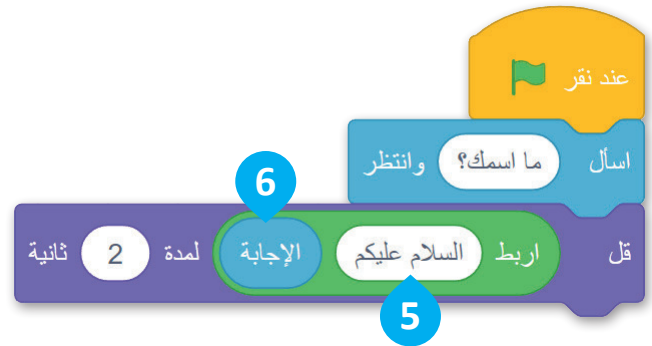 عند نقر
اسأل ما اسمك؟ وانتظر
6
قل اربط السلام عليكم الإجابة لمدة 2 ثانية
5